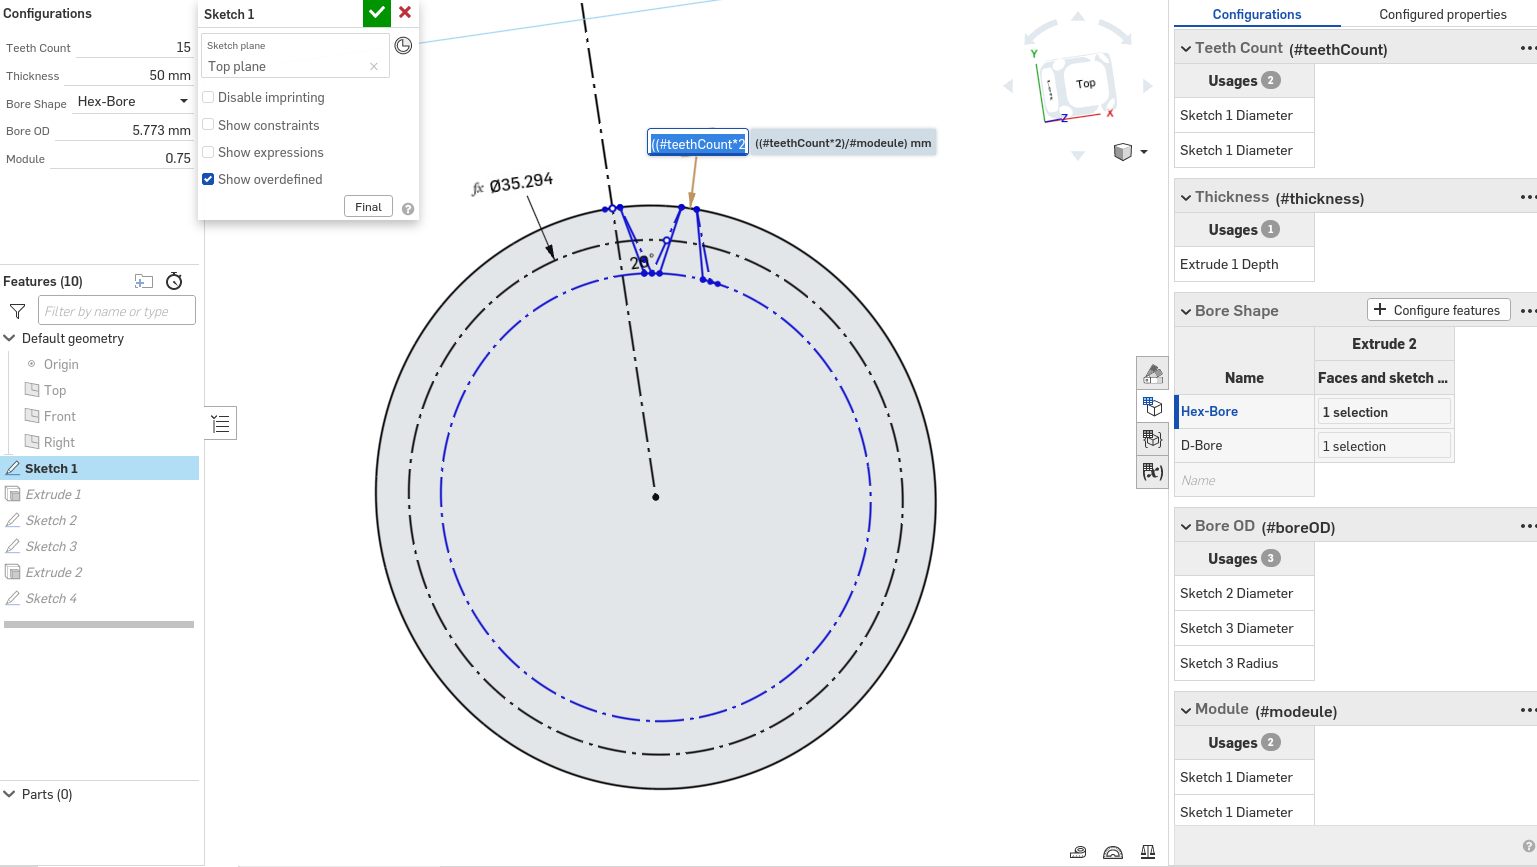 Configurations
Teeth Count 15
Thickness 50 mm
Bore Shape Hex-Bore
Bore OD 5.773 mm
Module 0.75
Sketch 1
Sketch plane
Top plane
Disable imprinting
Show constraints
Show expressions
Show overdefined
Final
?
Features (10)
Filter by name or type
Default geometry
Origin
Top
Front
Right
Sketch 1
Extrude 1
Sketch 2
Sketch 3
Extrude 2
Sketch 4
Parts (0)
((#teethCount*2 ((#teethCount*2)/#modeule) mm
fx Ø35.294
Y
Top
X
Z
Configurations Configured properties
Teeth Count (#teethCount)
Usages 2
Sketch 1 Diameter
Sketch 1 Diameter
Thickness (#thickness)
Usages 1
Extrude 1 Depth
Bore Shape + Configure features
Extrude 2
Name Faces and sketch ...
Hex-Bore 1 selection
D-Bore 1 selection
Name
Bore OD (#boreOD)
Usages 3
Sketch 2 Diameter
Sketch 3 Diameter
Sketch 3 Radius
Module (#modeule)
Usages 2
Sketch 1 Diameter
Sketch 1 Diameter
?